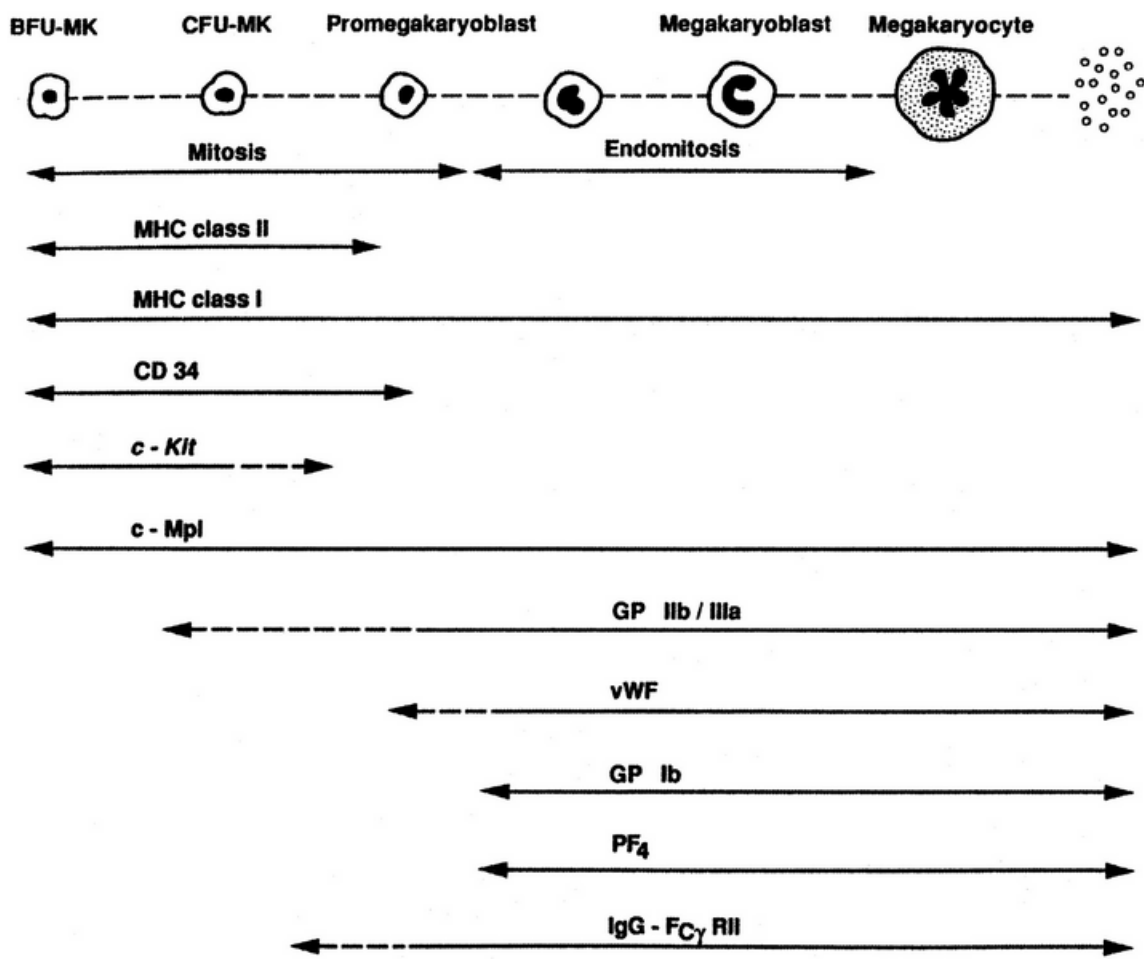 BFU-MK CFU-MK Promegakaryoblast Megakaryoblast Megakaryocyte
Mitosis Endomitosis
MHC class II
MHC class I
CD 34
c - Kit
c - Mpl
GP IIb / IIIa
vWF
GP Ib
PF4
IgG - FCγ RII